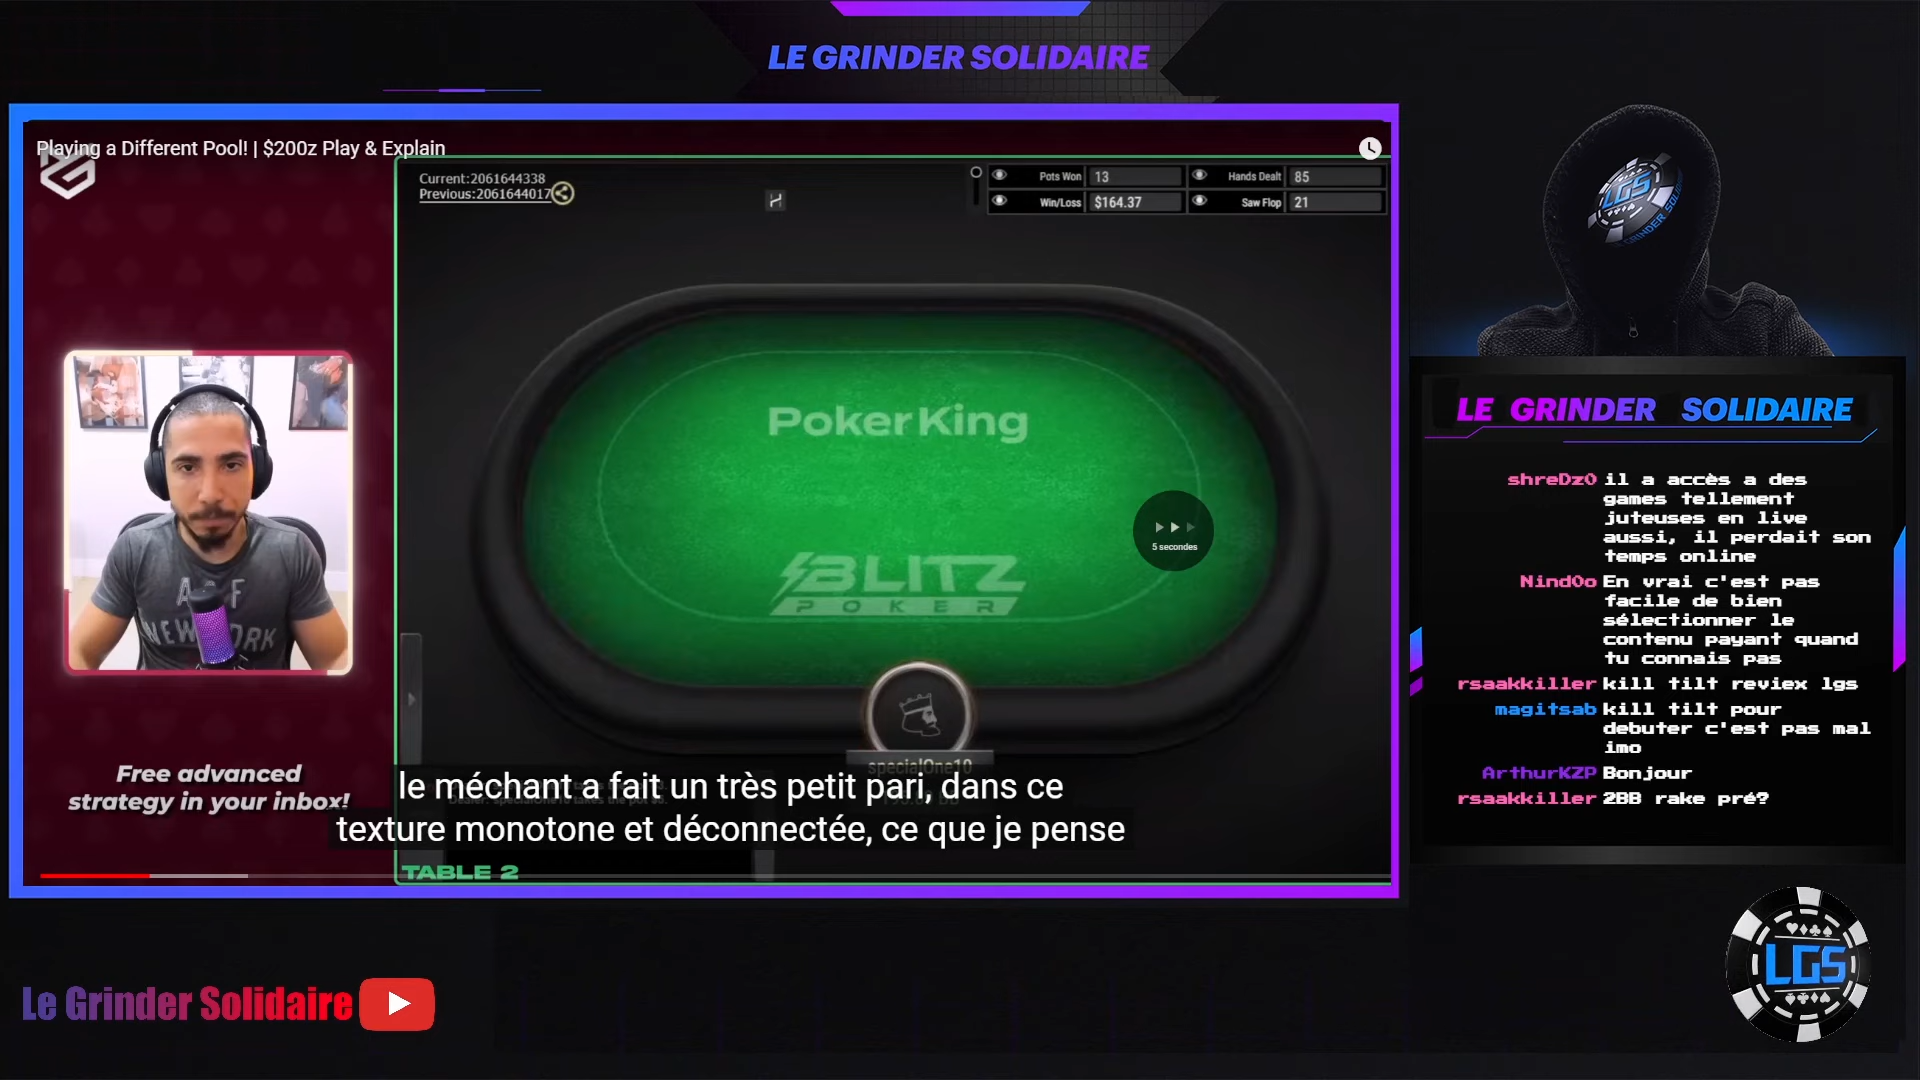 LE GRINDER SOLIDAIRE
Playing a Different Pool! | $200z Play & Explain
Current:2061644338
Previous:2061644017
Pots Won 13
Hands Dealt 85
Win/Loss $164.37
Saw Flop 21
PokerKing
BLITZ
POKER
5 secondes
specialOne10
A F
NEW YORK
Free advanced
strategy in your inbox!
le méchant a fait un très petit pari, dans ce
texture monotone et déconnectée, ce que je pense
TABLE 2
LGS
LE GRINDER SOLIDAIRE
shreDz0 il a accès a des
games tellement
juteuses en live
aussi, il perdait son
temps online
Nind0o En vrai c'est pas
facile de bien
sélectionner le
contenu payant quand
tu connais pas
rsaakkiller kill tilt reviex lgs
magitsab kill tilt pour
debuter c'est pas mal
imo
ArthurKZP Bonjour
rsaakkiller 2BB rake pré?
Le Grinder Solidaire
LGS